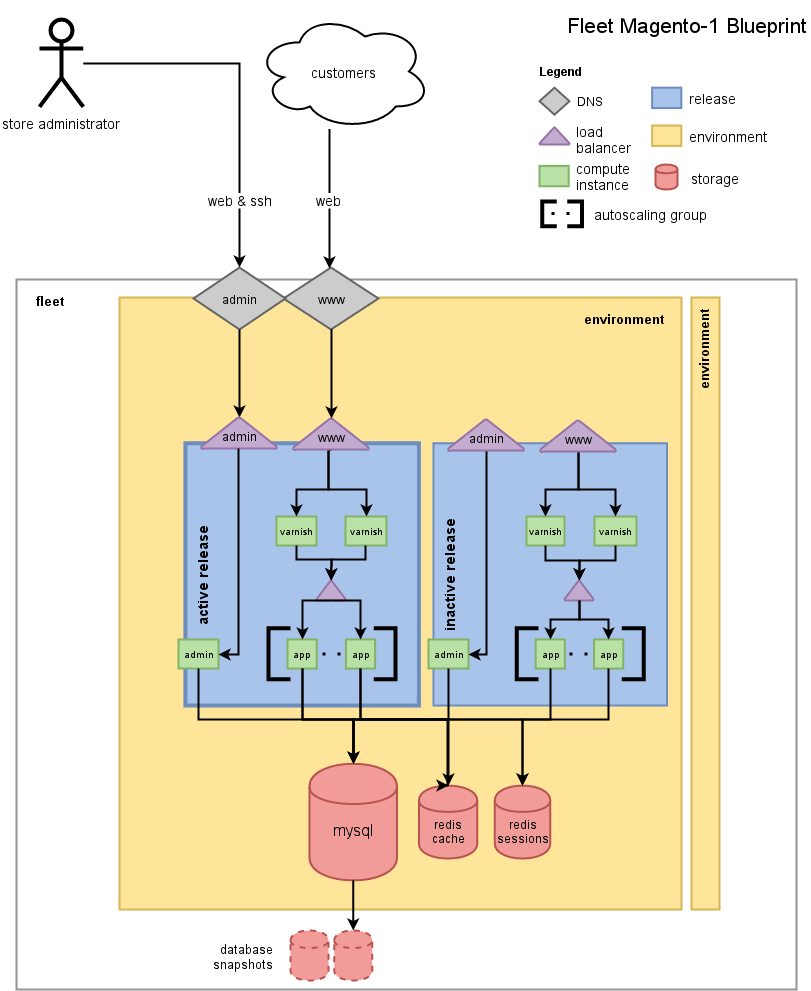 Fleet Magento-1 Blueprint
Legend
DNS
release
load
balancer
environment
compute
instance
storage
autoscaling group
store administrator
customers
web & ssh
web
fleet
admin
www
environment
environment
admin
www
admin
www
active release
varnish
varnish
inactive release
varnish
varnish
admin
app
app
admin
app
app
mysql
redis
cache
redis
sessions
database
snapshots